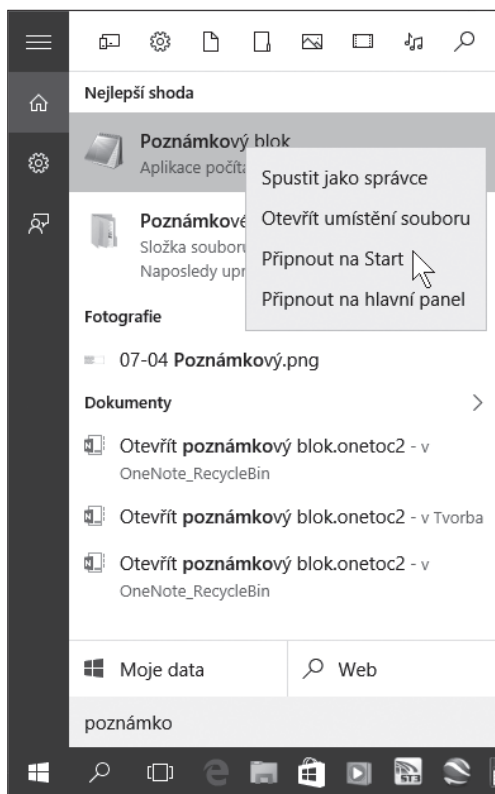 Nejlepší shoda
Poznámkový blok
Aplikace počít
Spustit jako správce
Otevřít umístění souboru
Připnout na Start
Připnout na hlavní panel
Poznámkové
Složka souborů
Naposledy upr
Fotografie
07-04 Poznámkový.png
Dokumenty
Otevřít poznámkový blok.onetoc2 - v
OneNote_RecycleBin
Otevřít poznámkový blok.onetoc2 - v Tvorba
Otevřít poznámkový blok.onetoc2 - v
OneNote_RecycleBin
Moje data
Web
poznámko